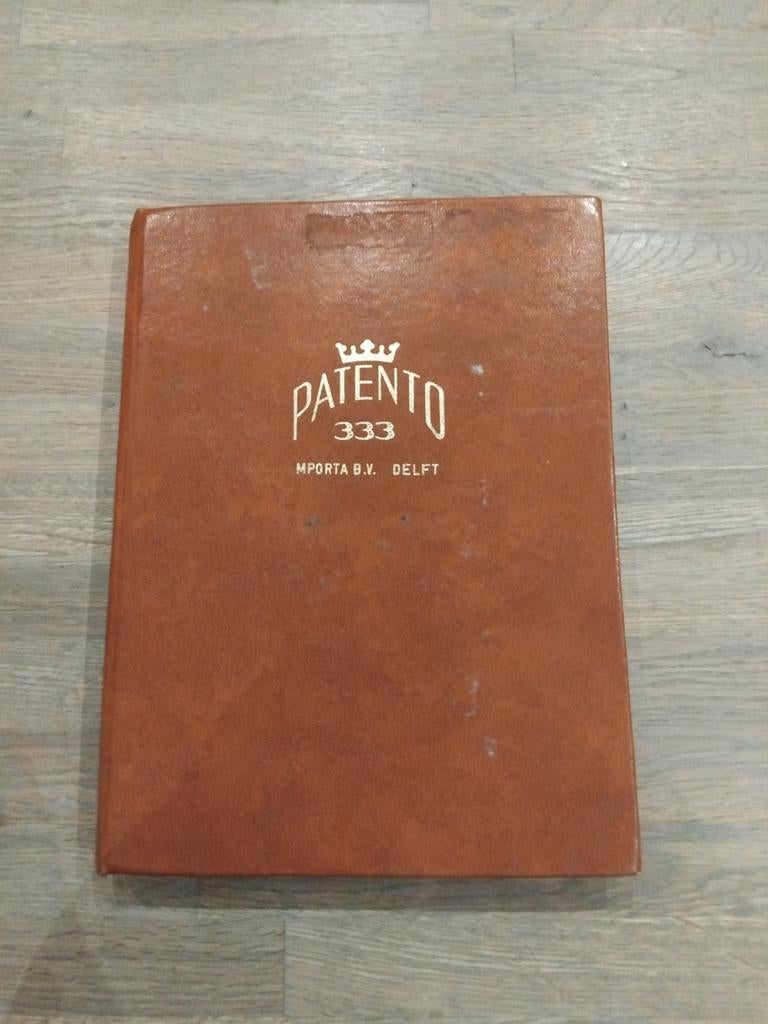 PATENTO
333
MPORTA B.V. DELFT